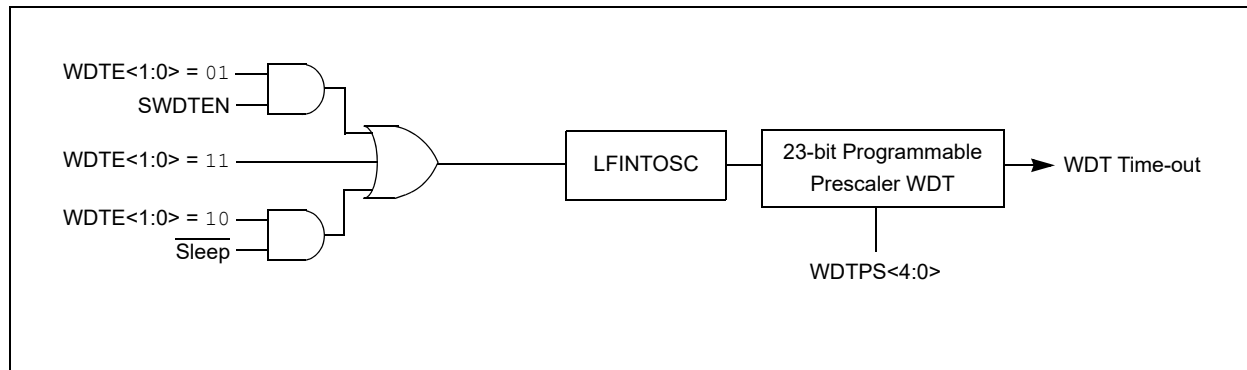 WDTE<1:0> = 01
SWDTEN
WDTE<1:0> = 11
WDTE<1:0> = 10
Sleep
LFINTOSC
23-bit Programmable
Prescaler WDT
WDT Time-out
WDTPS<4:0>